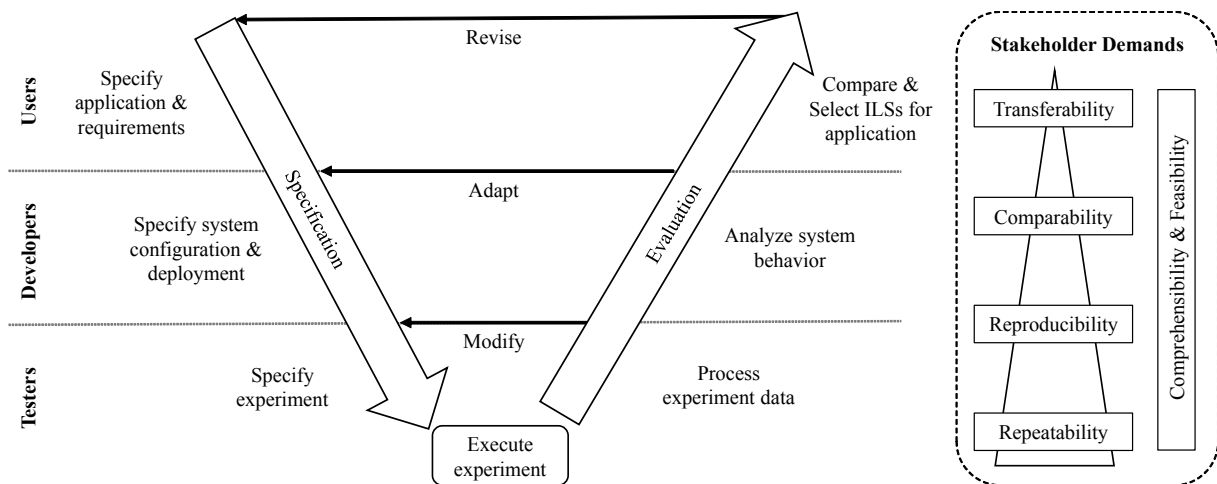 Revise
Users
Specify
application &
requirements
Compare &
Select ILSs for
application
Adapt
Specification
Evaluation
Developers
Specify system
configuration &
deployment
Analyze system
behavior
Modify
Testers
Specify
experiment
Process
experiment data
Execute
experiment
Stakeholder Demands
Transferability
Comparability
Reproducibility
Repeatability
Comprehensibility & Feasibility